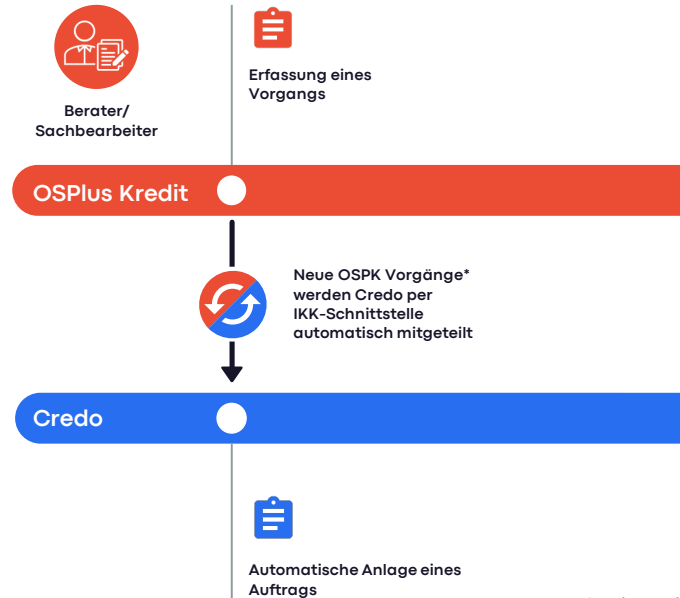 Erfassung eines
Vorgangs
Berater/
Sachbearbeiter
OSPlus Kredit
Neue OSPK Vorgänge*
werden Credo per
IKK-Schnittstelle
automatisch mitgeteilt
Credo
Automatische Anlage eines
Auftrags